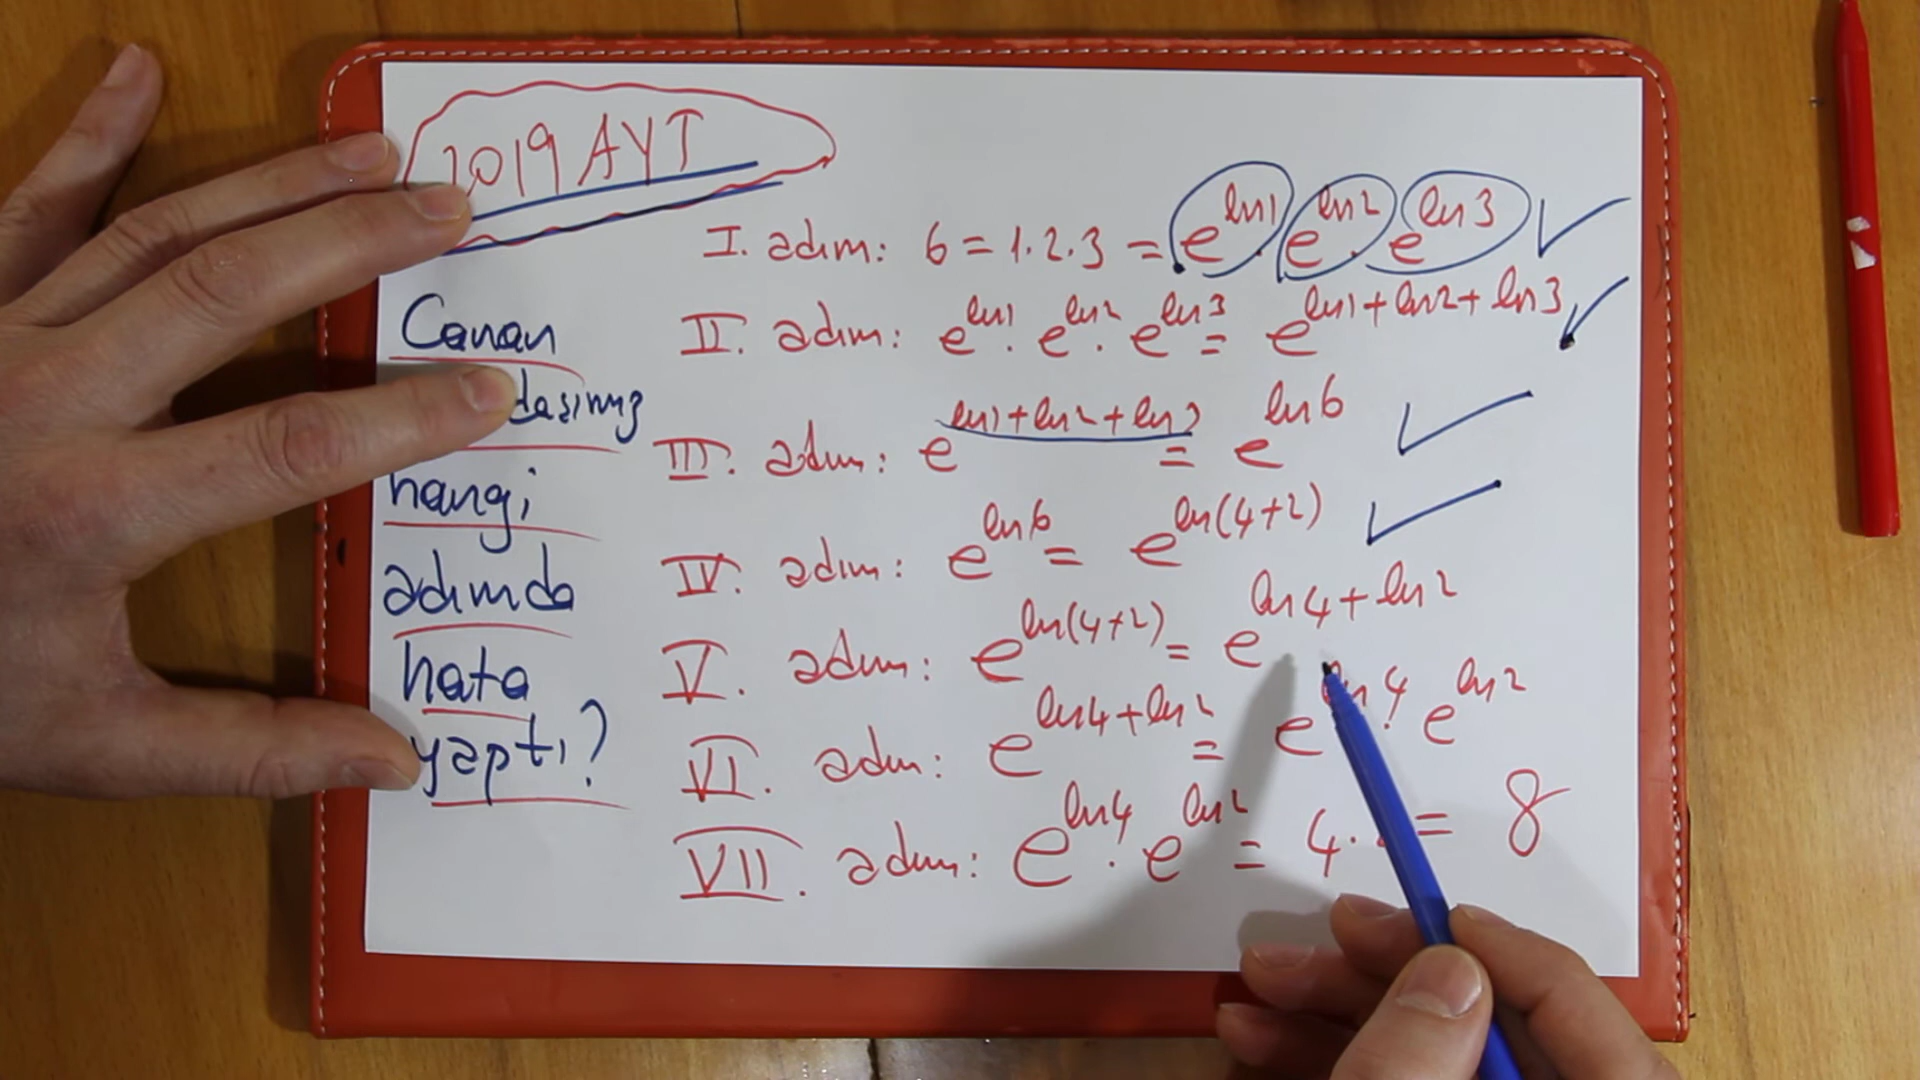 2019 AYT
I. adım: 6 = 1.2.3 = e^ln1 . e^ln2 . e^ln3
II. adım: e^ln1 . e^ln2 . e^ln3 = e^ln1+ln2+ln3
III. adım: e^ln1+ln2+ln3 = e^ln6
IV. adım: e^ln6 = e^ln(4+2)
V. adım: e^ln(4+2) = e^ln4+ln2
VI. adım: e^ln4+ln2 = e^ln4 . e^ln2
VII. adım: e^ln4 . e^ln2 = 4 . = 8
Canan
hangi
adımda
hata
yaptı?